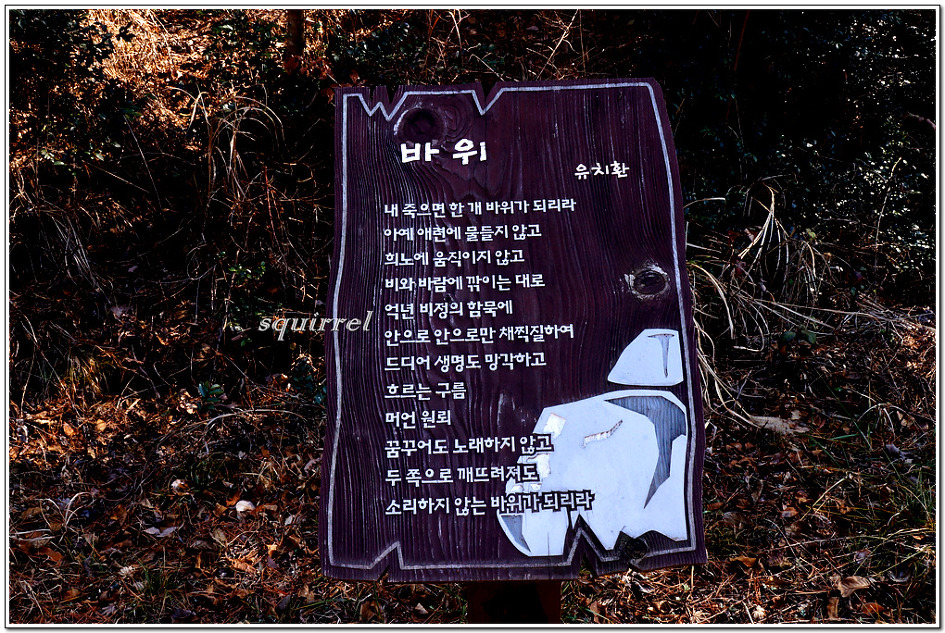 바위
유치환
내 죽으면 한 개 바위가 되리라
아예 애련에 물들지 않고
희노에 움직이지 않고
비와 바람에 깎이는 대로
억년 비정의 함묵에
안으로 안으로만 채찍질하여
드디어 생명도 망각하고
흐르는 구름
머언 원뢰
꿈꾸어도 노래하지 않고
두 쪽으로 깨뜨려져도
소리하지 않는 바위가 되리라
squirrel